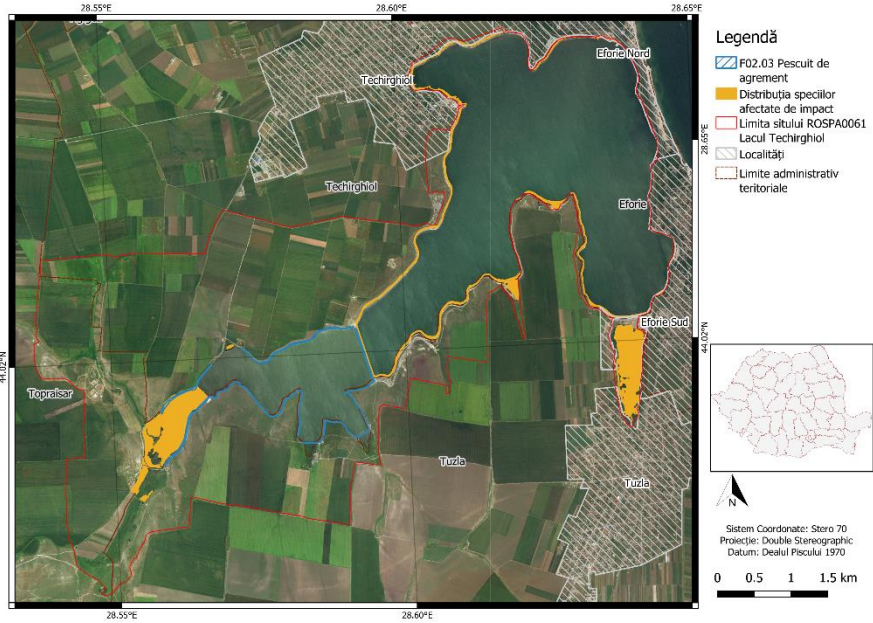 28.55°E
28.60°E
28.65°E
Eforie Nord
Techirghiol
28.65°E
Techirghiol
Eforie
Eforie Sud
44.02°N
44.02°N
Topraisar
Tuzla
Tuzla
28.55°E
28.60°E
Legendă
F02.03 Pescuit de
agrement
Distribuția speciilor
afectate de impact
Limita sitului ROSPA0061
Lacul Techirghiol
Localități
Limite administrativ
teritoriale
N
Sistem Coordonate: Stero 70
Proiecție: Double Stereographic
Datum: Dealul Piscului 1970
0 0.5 1 1.5 km